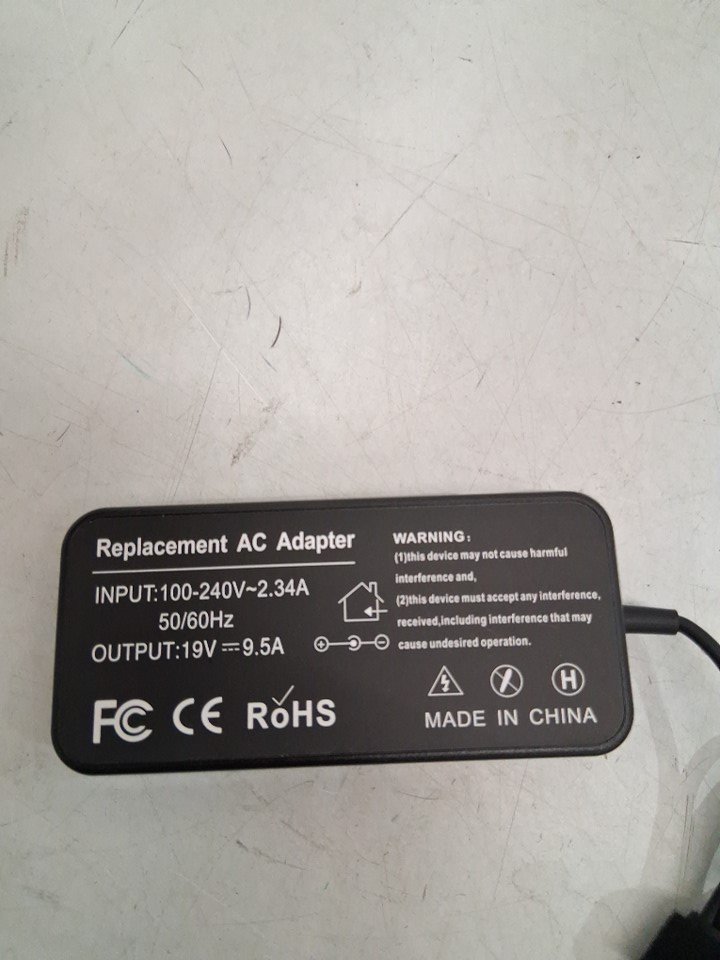 Replacement AC Adapter
INPUT:100-240V~2.34A
50/60Hz
OUTPUT:19V⎓9.5A
FC CE RoHS
WARNING:
(1)this device may not cause harmful
interference and,
(2)this device must accept any interference,
received,including interference that may
cause undesired operation.
H
MADE IN CHINA